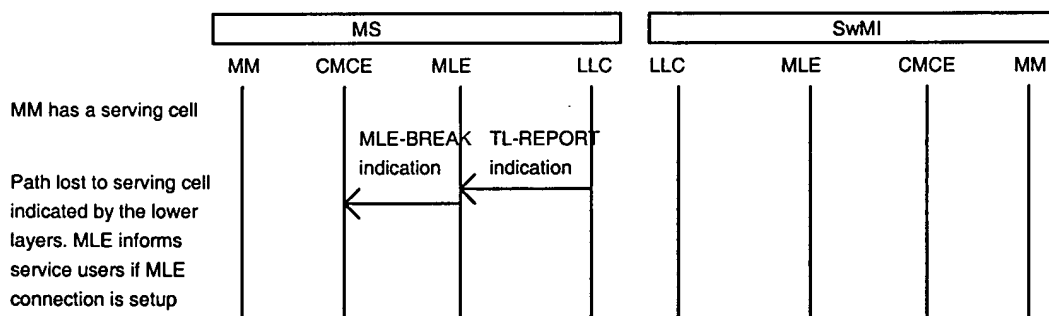 MS SwMI
MM CMCE MLE LLC LLC MLE CMCE MM
MM has a serving cell
MLE-BREAK TL-REPORT
indication indication
Path lost to serving cell
indicated by the lower
layers. MLE informs
service users if MLE
connection is setup